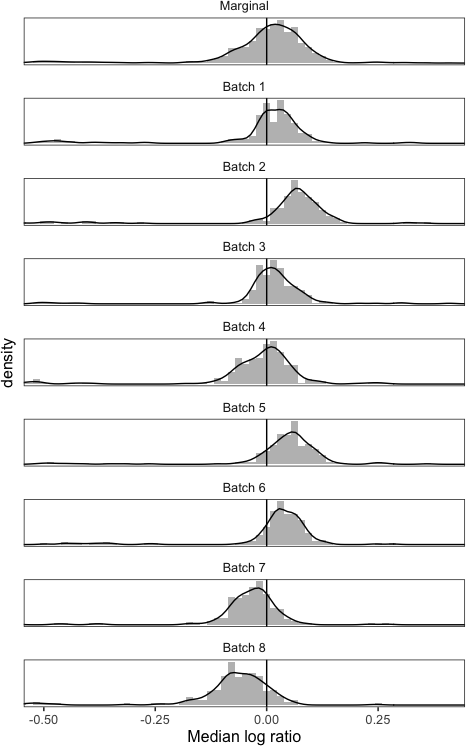 Marginal
Batch 1
Batch 2
Batch 3
Batch 4
density
Batch 5
Batch 6
Batch 7
Batch 8
-0.50 -0.25 0.00 0.25
Median log ratio